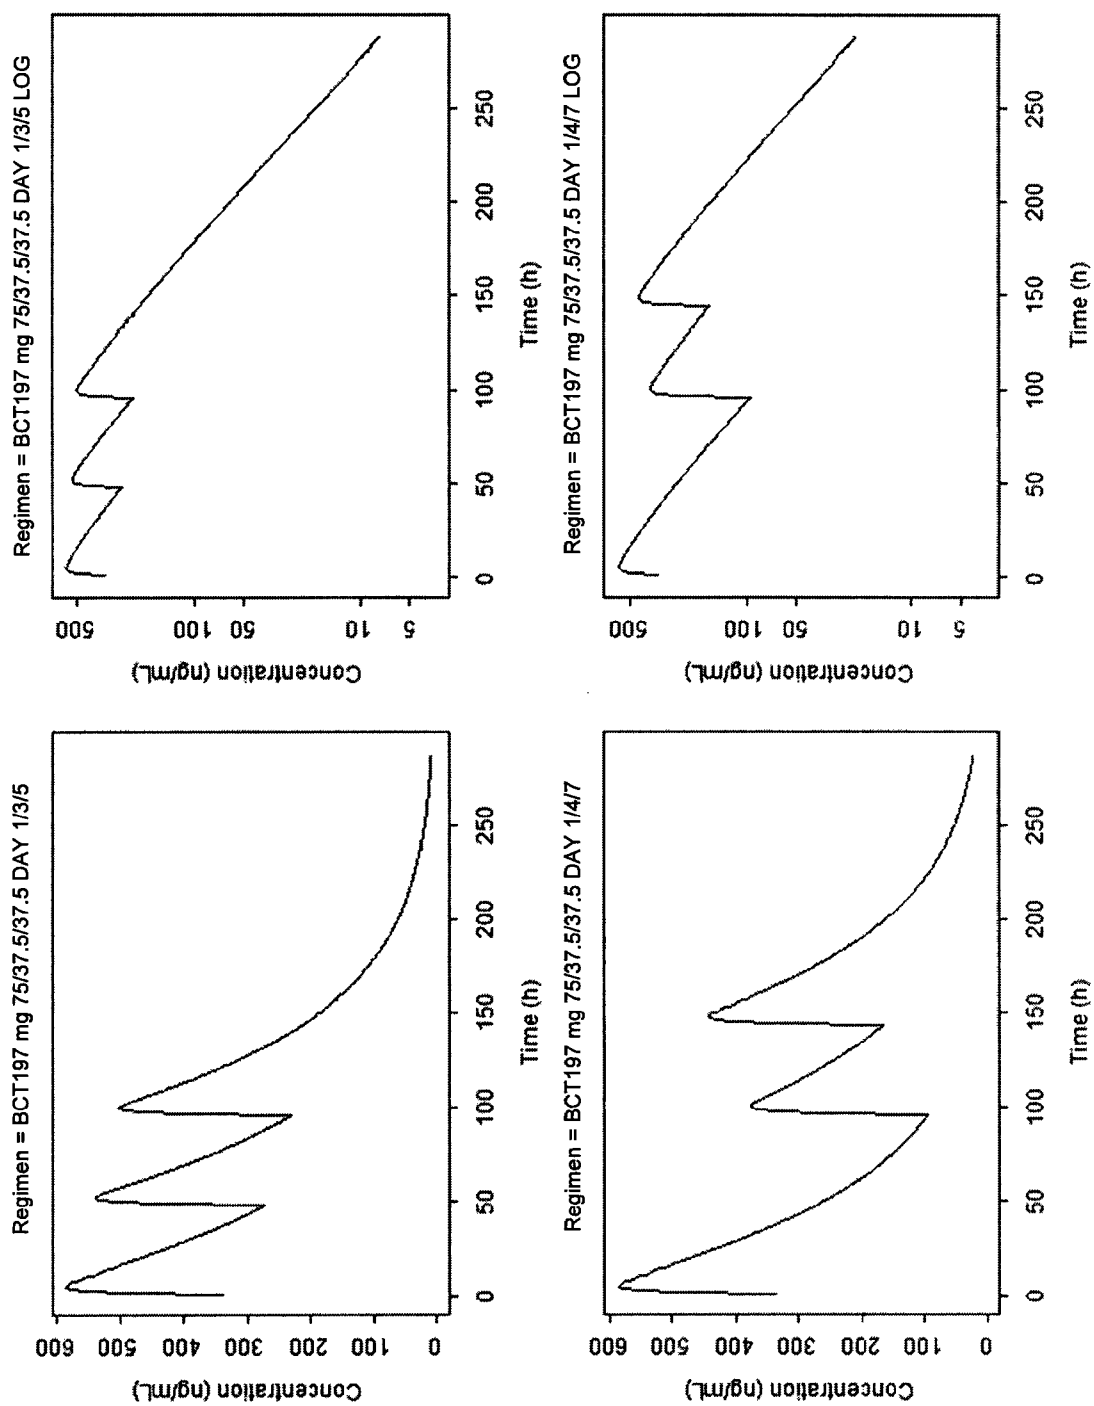 Regimen = BCT197 mg 75/37.5/37.5 DAY 1/3/5
Concentration (ng/mL)
600 500 400 300 200 100 0
0 50 100 150 200 250
Time (h)
Regimen = BCT197 mg 75/37.5/37.5 DAY 1/3/5 LOG
Concentration (ng/mL)
500 100 50 10 5
0 50 100 150 200 250
Time (h)
Regimen = BCT197 mg 75/37.5/37.5 DAY 1/4/7
Concentration (ng/mL)
600 500 400 300 200 100 0
0 50 100 150 200 250
Time (h)
Regimen = BCT197 mg 75/37.5/37.5 DAY 1/4/7 LOG
Concentration (ng/mL)
500 100 50 10 5
0 50 100 150 200 250
Time (h)